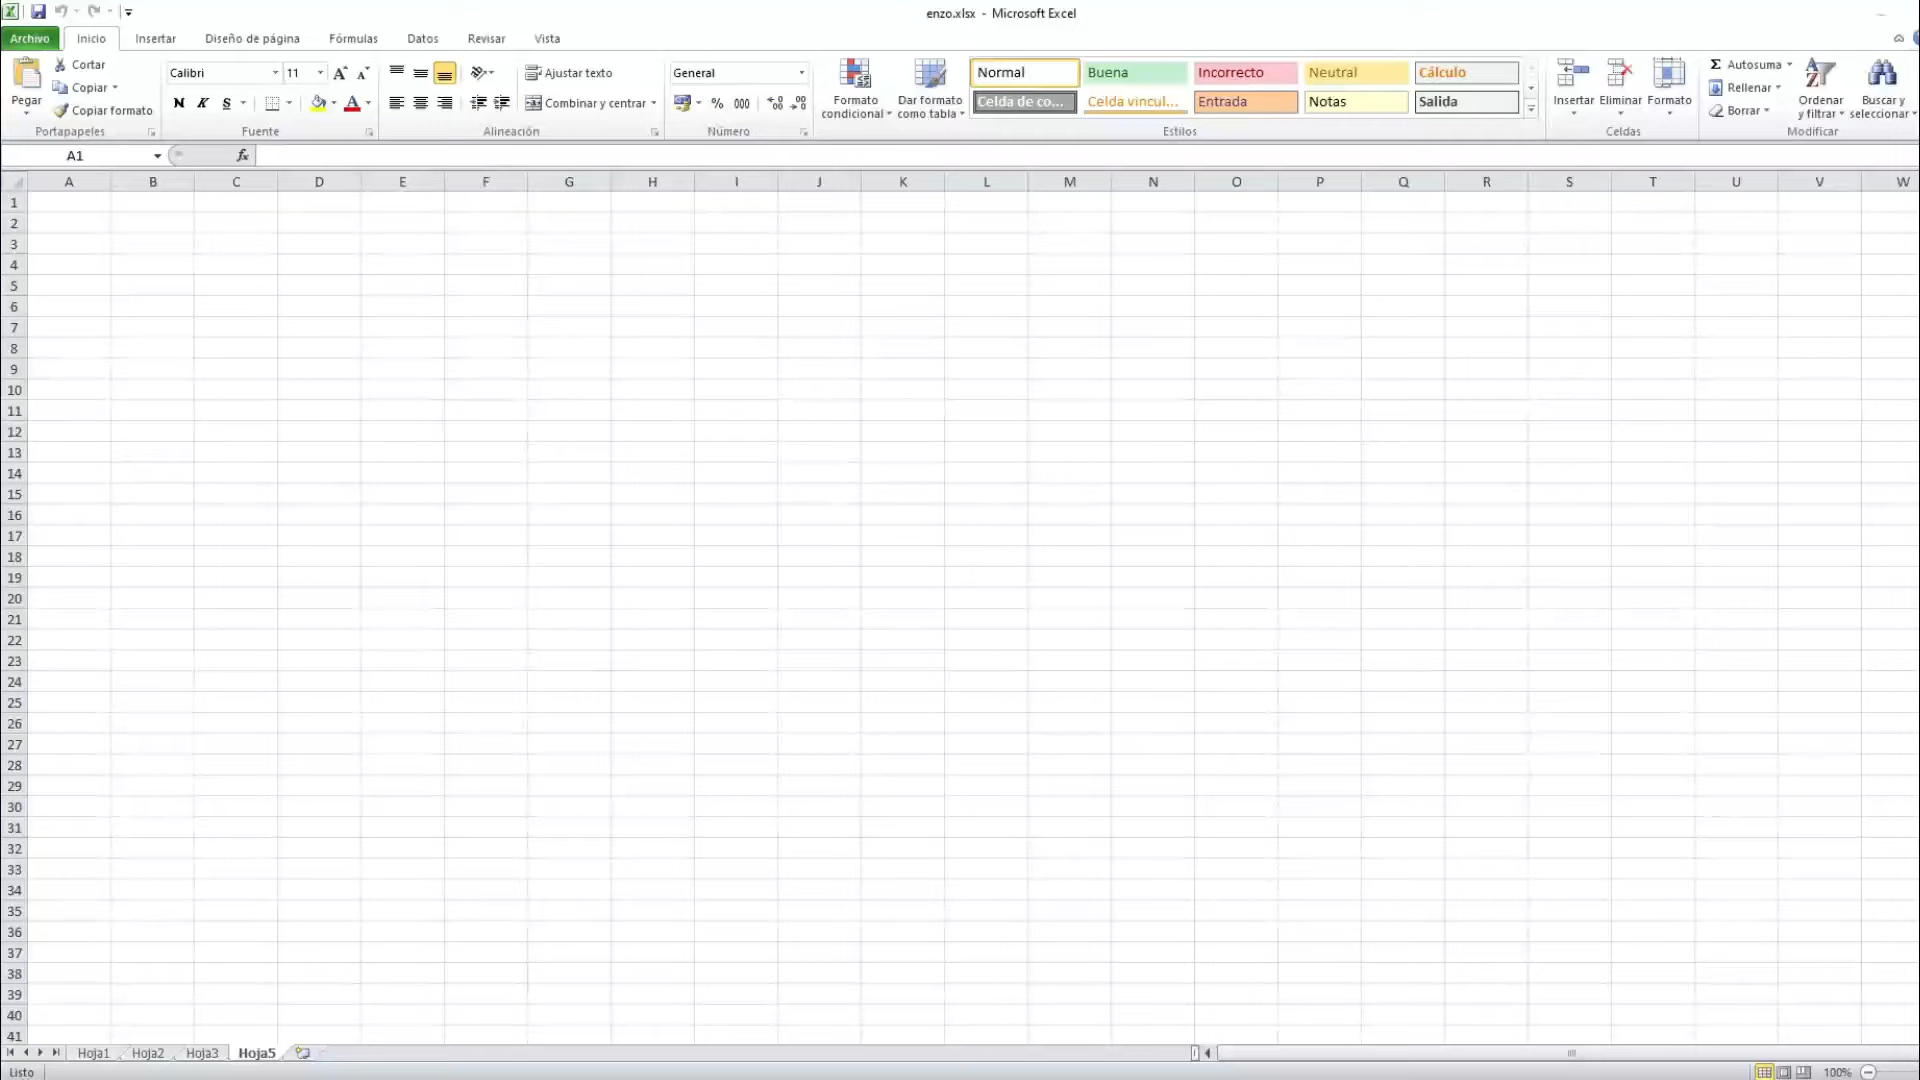 enzo.xlsx - Microsoft Excel
Archivo Inicio Insertar Diseño de página Fórmulas Datos Revisar Vista
Pegar
Cortar
Copiar
Copiar formato
Portapapeles
Calibri 11
N K S
Fuente
Ajustar texto
Combinar y centrar
Alineación
General
% 000
Número
Formato
condicional
Dar formato
como tabla
Normal Buena Incorrecto Neutral Cálculo
Celda de co... Celda vincul... Entrada Notas Salida
Estilos
Insertar Eliminar Formato
Celdas
Σ Autosuma
Rellenar
Borrar
Ordenar
y filtrar
Buscar y
seleccionar
Modificar
A1 fx
A B C D E F G H I J K L M N O P Q R S T U V W
1
2
3
4
5
6
7
8
9
10
11
12
13
14
15
16
17
18
19
20
21
22
23
24
25
26
27
28
29
30
31
32
33
34
35
36
37
38
39
40
41
Hoja1 Hoja2 Hoja3 Hoja5
Listo 100%